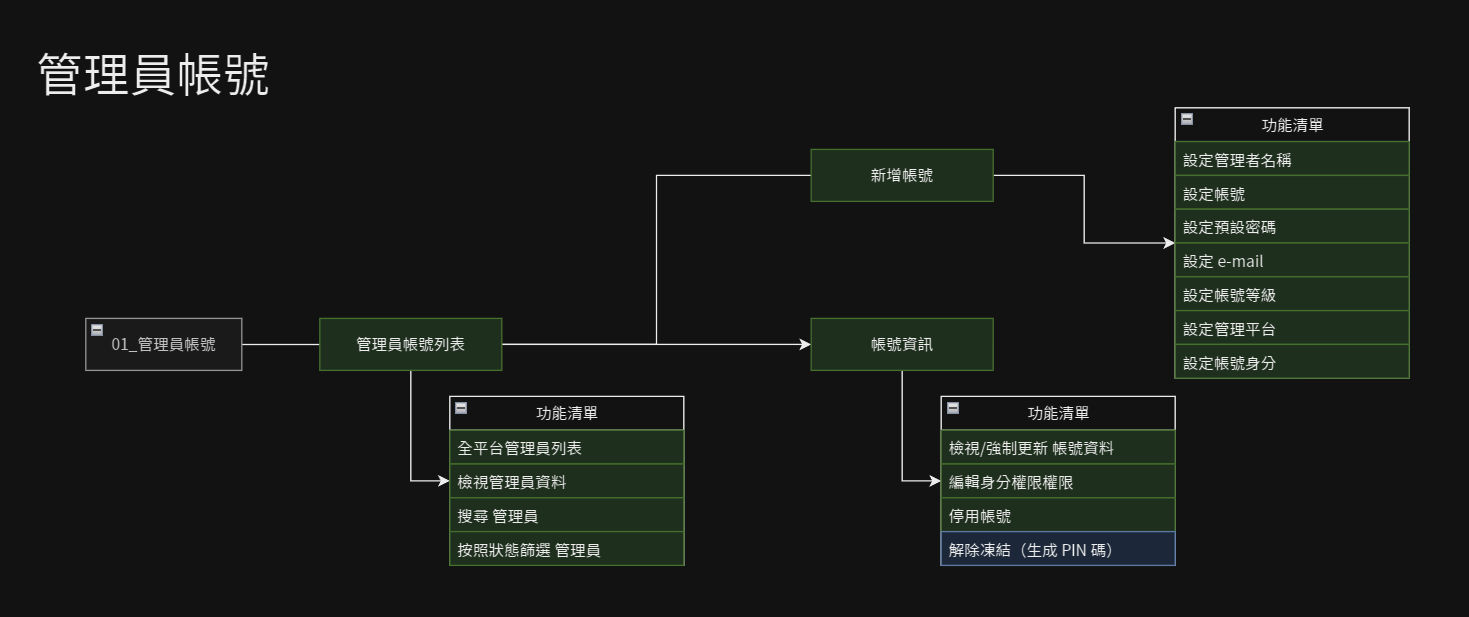 管理員帳號
01_管理員帳號
管理員帳號列表
功能清單
全平台管理員列表
檢視管理員資料
搜尋 管理員
按照狀態篩選 管理員
新增帳號
功能清單
設定管理者名稱
設定帳號
設定預設密碼
設定 e-mail
設定帳號等級
設定管理平台
設定帳號身分
帳號資訊
功能清單
檢視/強制更新 帳號資料
編輯身分權限權限
停用帳號
解除凍結（生成 PIN 碼）